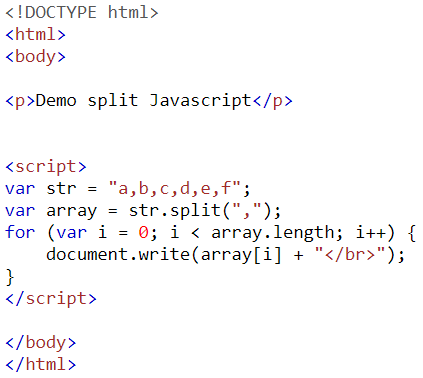 <!DOCTYPE html>
<html>
<body>
<p>Demo split Javascript</p>
<script>
var str = "a,b,c,d,e,f";
var array = str.split(",");
for (var i = 0; i < array.length; i++) {
    document.write(array[i] + "</br>");
}
</script>
</body>
</html>